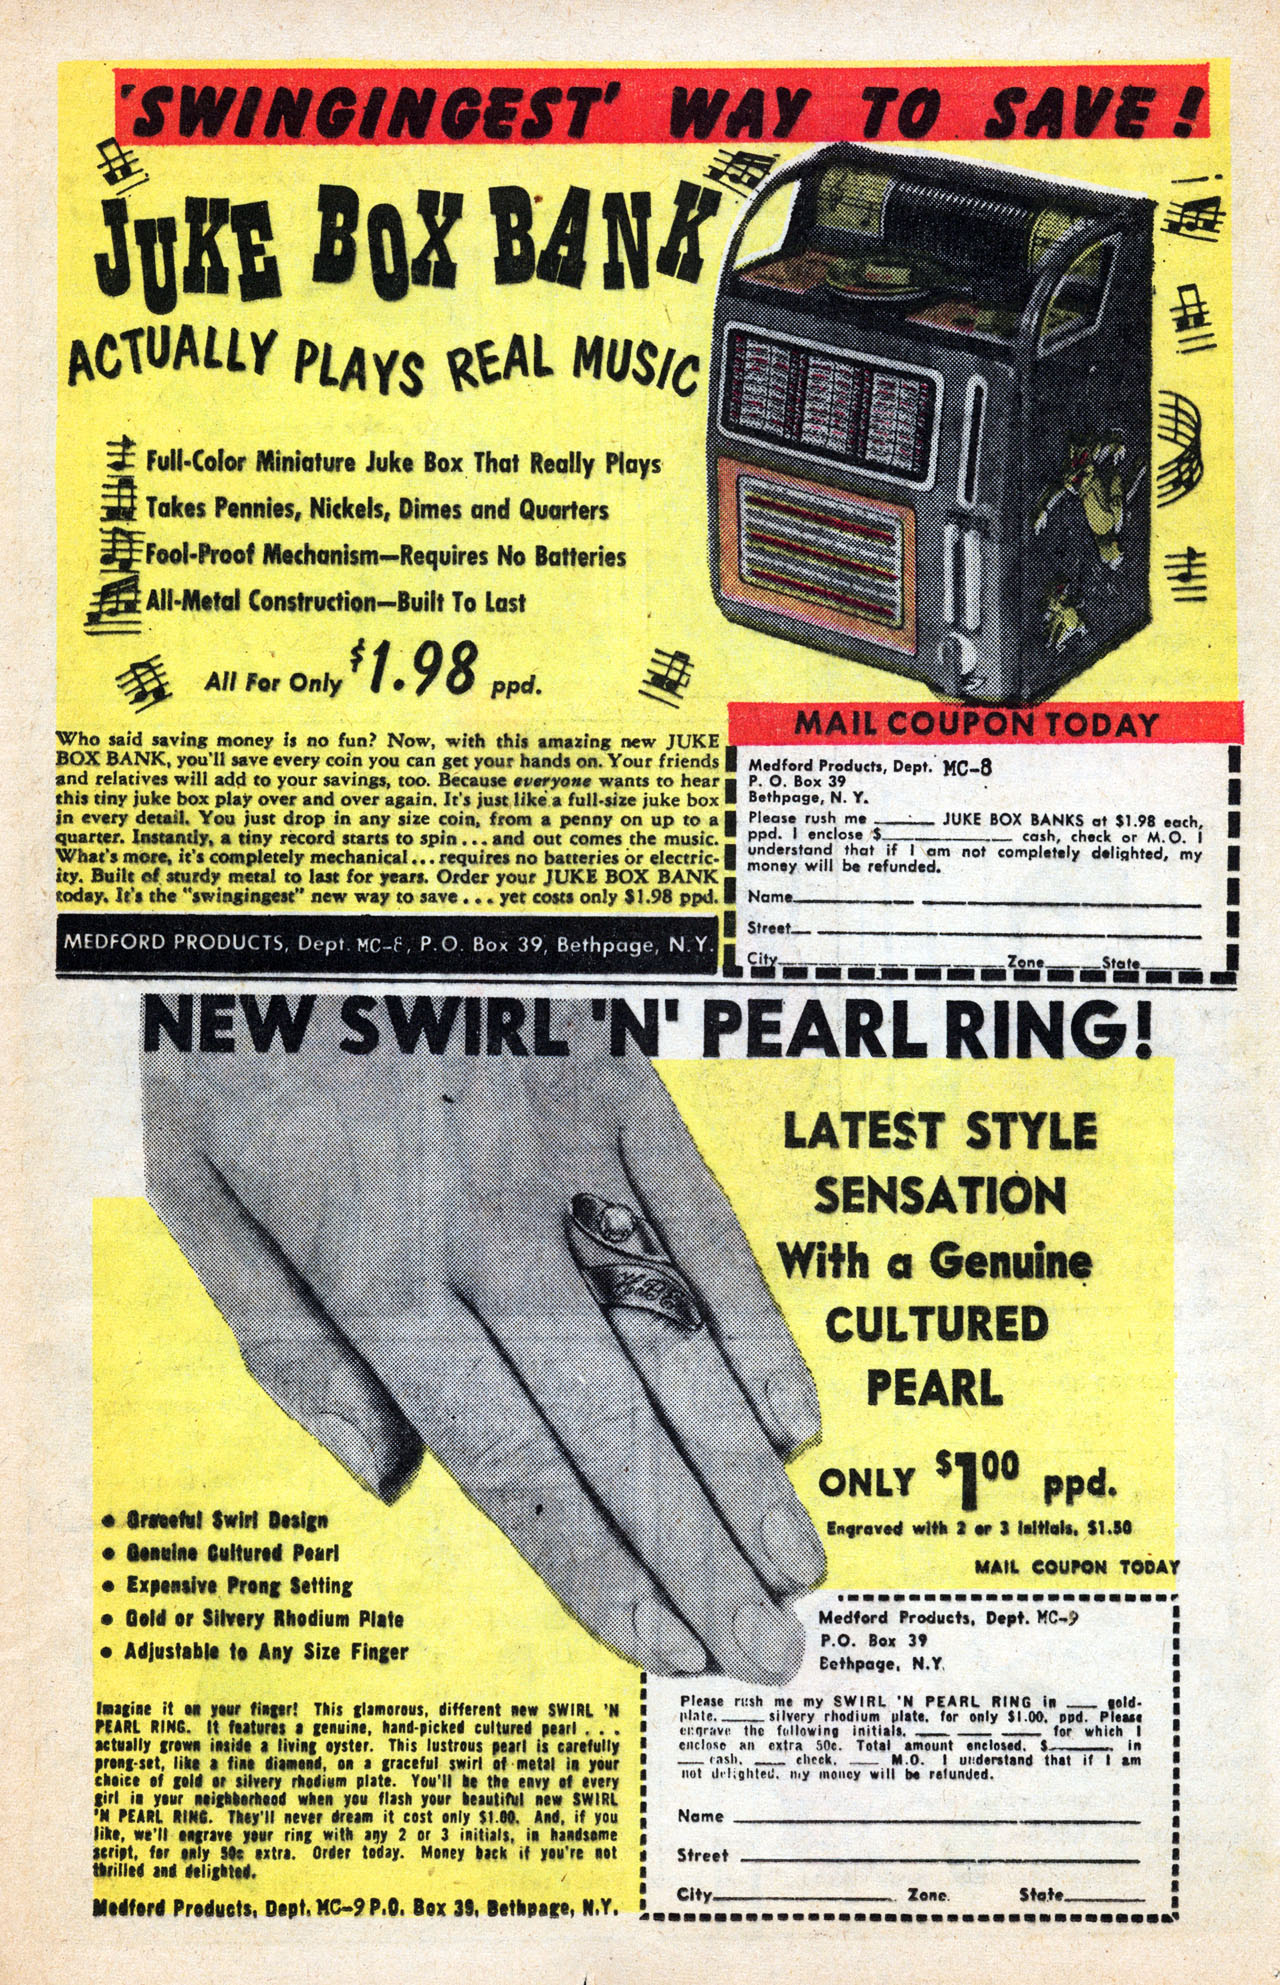 'SWINGINGEST' WAY TO SAVE!
JUKE BOX BANK
ACTUALLY PLAYS REAL MUSIC
Full-Color Miniature Juke Box That Really Plays
Takes Pennies, Nickels, Dimes and Quarters
Fool-Proof Mechanism—Requires No Batteries
All-Metal Construction—Built To Last
All For Only $1.98 ppd.
Who said saving money is no fun? Now, with this amazing new JUKE
BOX BANK, you'll save every coin you can get your hands on. Your friends
and relatives will add to your savings, too. Because everyone wants to hear
this tiny juke box play over and over again. It's just like a full-size juke box
in every detail. You just drop in any size coin, from a penny on up to a
quarter. Instantly, a tiny record starts to spin . . . and out comes the music.
What's more, it's completely mechanical . . . requires no batteries or electric-
ity. Built of sturdy metal to last for years. Order your JUKE BOX BANK
today. It's the "swingingest" new way to save . . . yet costs only $1.98 ppd.
MEDFORD PRODUCTS, Dept. MC-8, P.O. Box 39, Bethpage, N.Y.
MAIL COUPON TODAY
Medford Products, Dept. MC-8
P. O. Box 39
Bethpage, N. Y.
Please rush me ______ JUKE BOX BANKS at $1.98 each,
ppd. I enclose $____________ cash, check or M.O. I
understand that if I am not completely delighted, my
money will be refunded.
Name____________
Street____________
City____________Zone____State____
NEW SWIRL 'N' PEARL RING!
LATEST STYLE
SENSATION
With a Genuine
CULTURED
PEARL
ONLY $1.00 ppd.
Engraved with 2 or 3 Initials, $1.50
MAIL COUPON TODAY
• Graceful Swirl Design
• Genuine Cultured Pearl
• Expensive Prong Setting
• Gold or Silvery Rhodium Plate
• Adjustable to Any Size Finger
Imagine it on your finger! This glamorous, different new SWIRL 'N
PEARL RING. It features a genuine, hand-picked cultured pearl . . .
actually grown inside a living oyster. This lustrous pearl is carefully
prong-set, like a fine diamond, on a graceful swirl of metal in your
choice of gold or silvery rhodium plate. You'll be the envy of every
girl in your neighborhood when you flash your beautiful new SWIRL
'N PEARL RING. They'll never dream it cost only $1.00. And, if you
like, we'll engrave your ring with any 2 or 3 initials, in handsome
script, for only 50c extra. Order today. Money back if you're not
thrilled and delighted.
Medford Products, Dept. MC-9 P.O. Box 39, Bethpage, N.Y.
Medford Products, Dept. MC-9
P.O. Box 39
Bethpage, N.Y.
Please rush me my SWIRL 'N PEARL RING in ____ gold-
plate, ____ silvery rhodium plate, for only $1.00, ppd. Please
engrave the following initials, ____ ____ ____ for which I
enclose an extra 50c. Total amount enclosed, $________, in
____ cash, ____ check, ____ M.O. I understand that if I am
not delighted, my money will be refunded.
Name ____________
Street ____________
City____________ Zone. State________